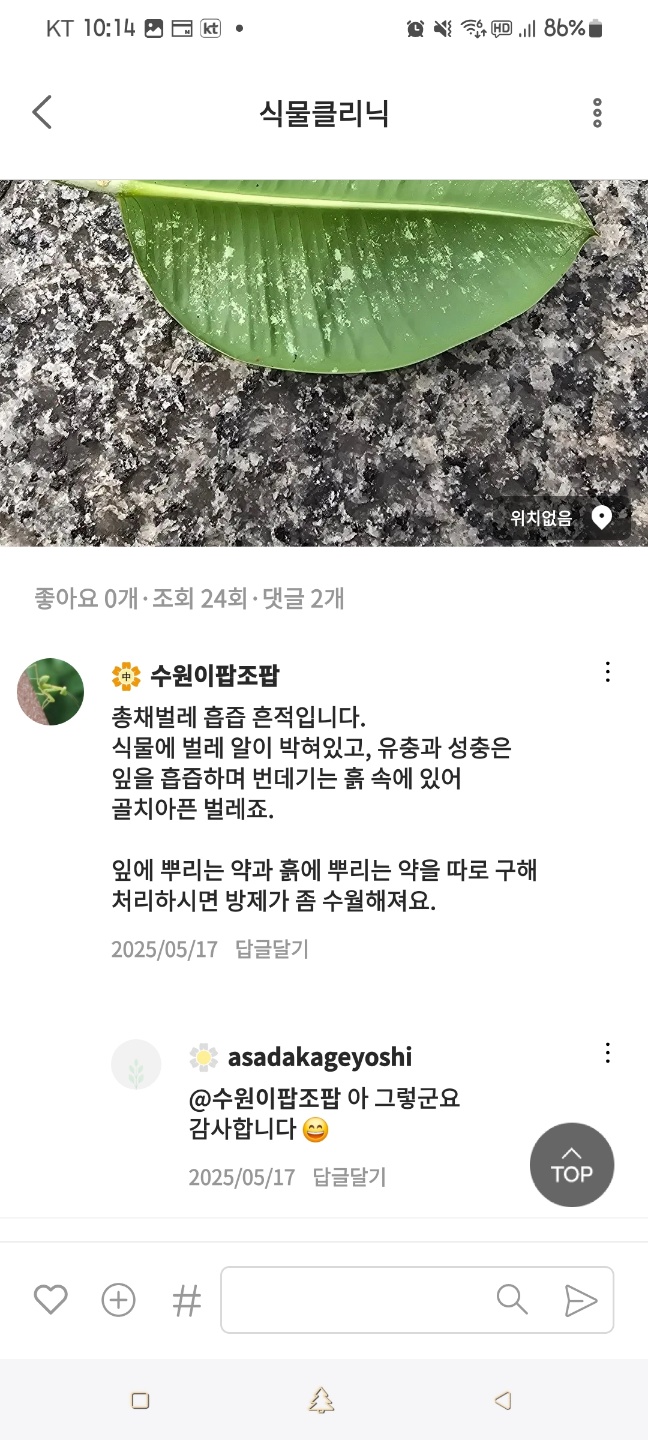 KT 10:14 kt HD 86%
식물클리닉
위치없음
좋아요 0개·조회 24회·댓글 2개
中 수원이팝조팝
총채벌레 흡즙 흔적입니다.
식물에 벌레 알이 박혀있고, 유충과 성충은
잎을 흡즙하며 번데기는 흙 속에 있어
골치아픈 벌레죠.
잎에 뿌리는 약과 흙에 뿌리는 약을 따로 구해
처리하시면 방제가 좀 수월해져요.
2025/05/17 답글달기
asadakageyoshi
@수원이팝조팝 아 그렇군요
감사합니다 😄
2025/05/17 답글달기
TOP
#